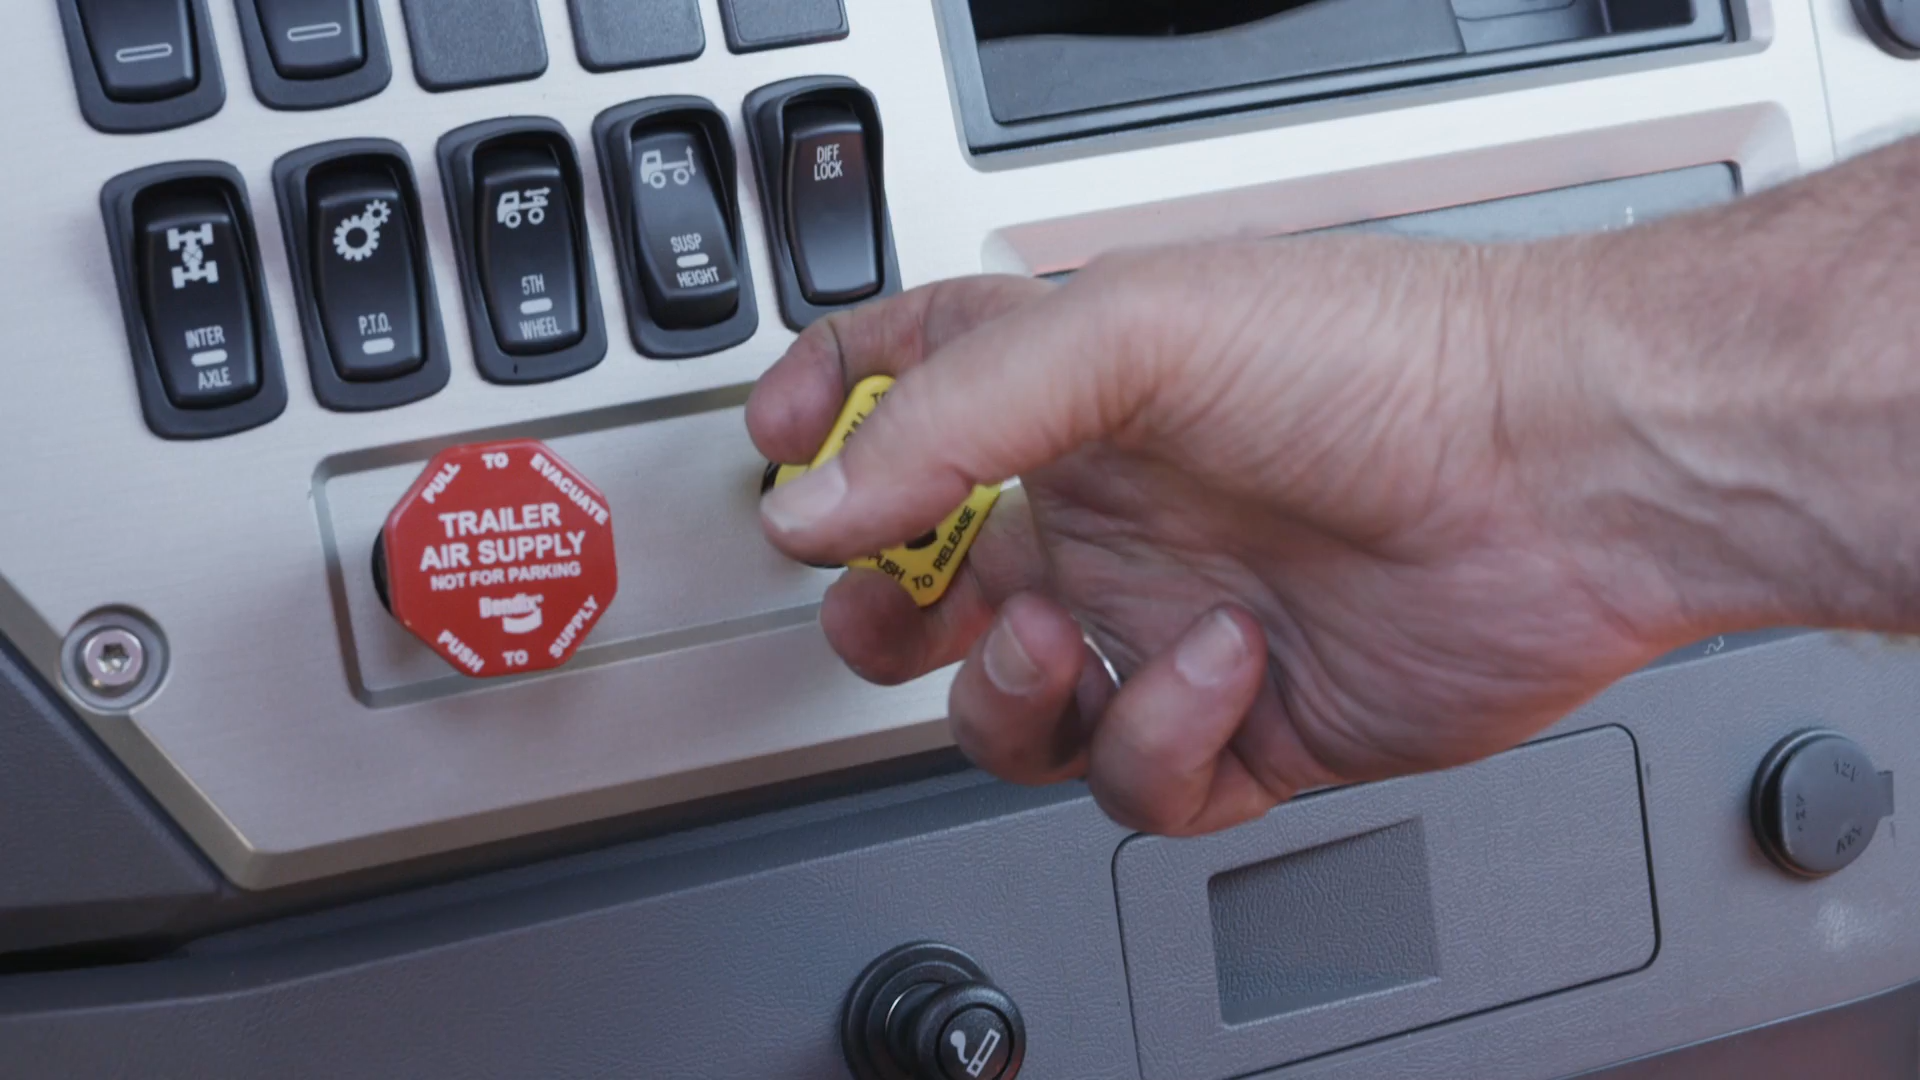 DIFF
LOCK
SUSP
HEIGHT
5TH
WHEEL
P.T.O.
INTER
AXLE
PULL TO EVACUATE
TRAILER
AIR SUPPLY
NOT FOR PARKING
Bendix
PUSH TO SUPPLY
PUSH TO RELEASE
12V